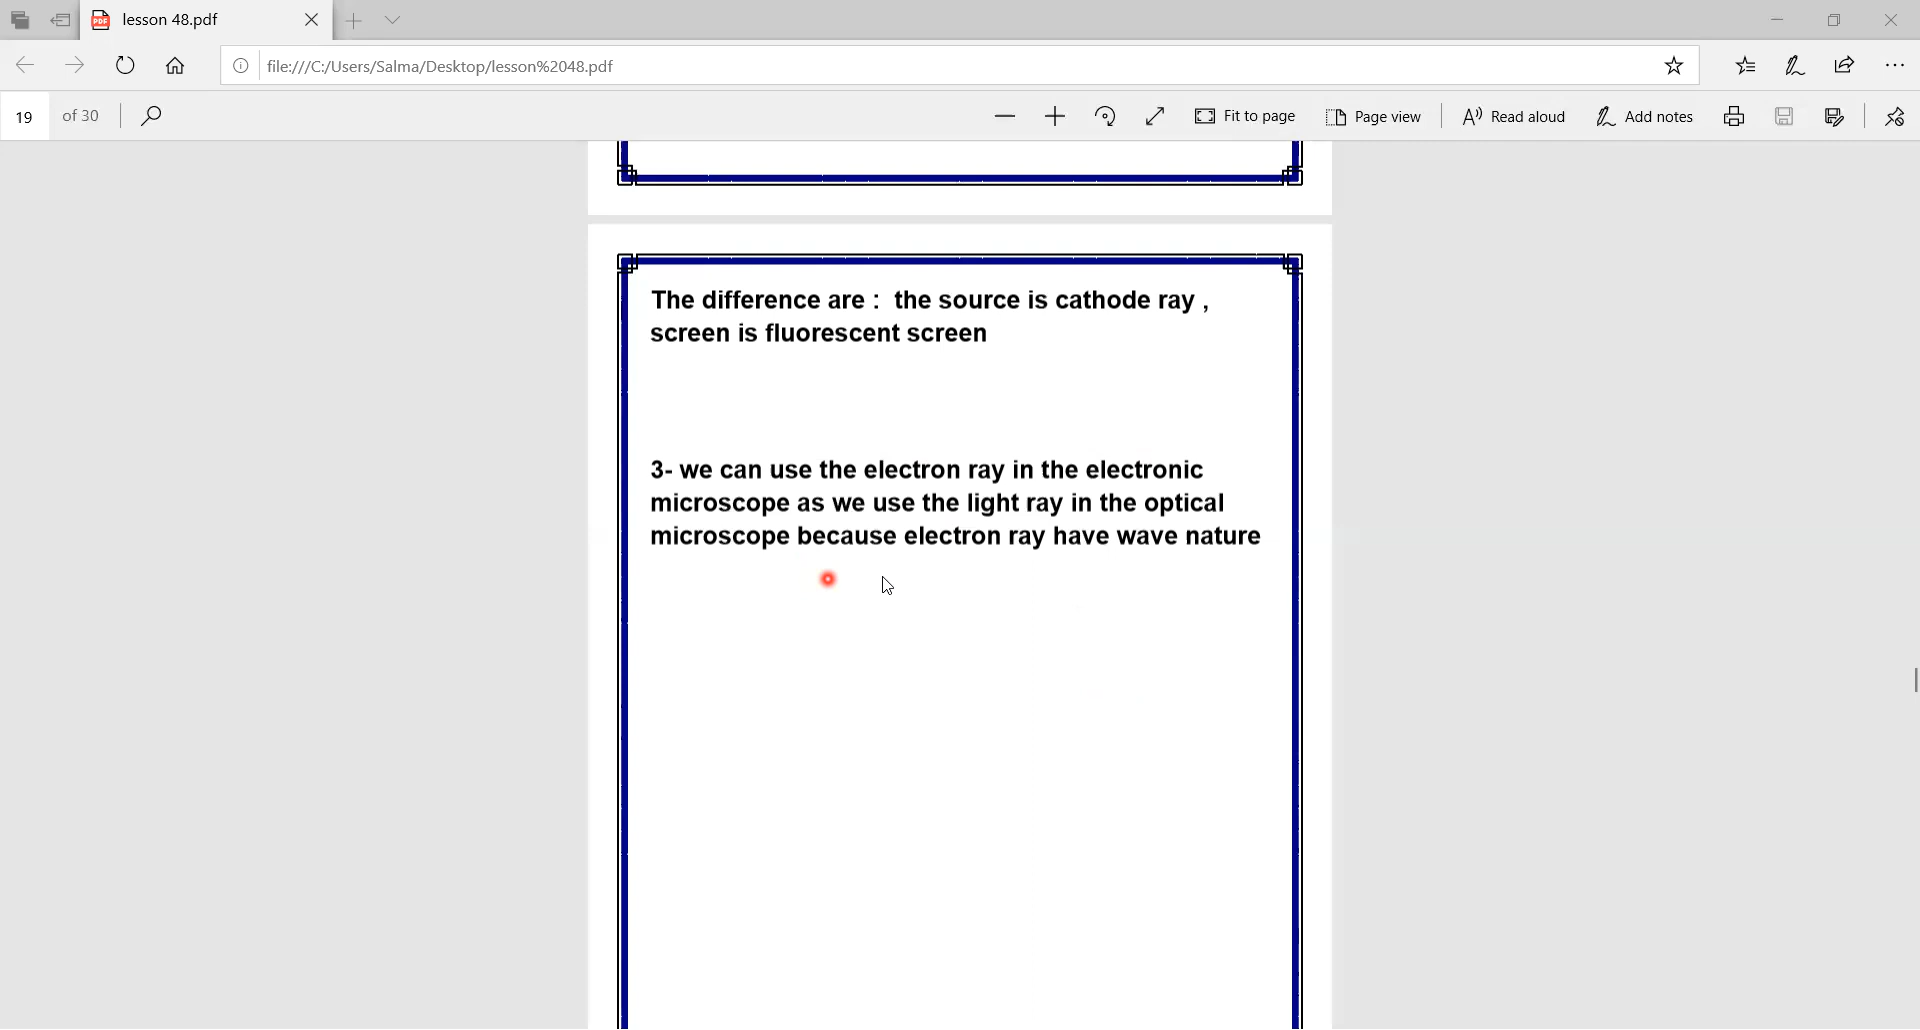 lesson 48.pdf
file:///C:/Users/Salma/Desktop/lesson%2048.pdf
19 of 30 Fit to page Page view Read aloud Add notes
The difference are : the source is cathode ray ,
screen is fluorescent screen
3- we can use the electron ray in the electronic
microscope as we use the light ray in the optical
microscope because electron ray have wave nature